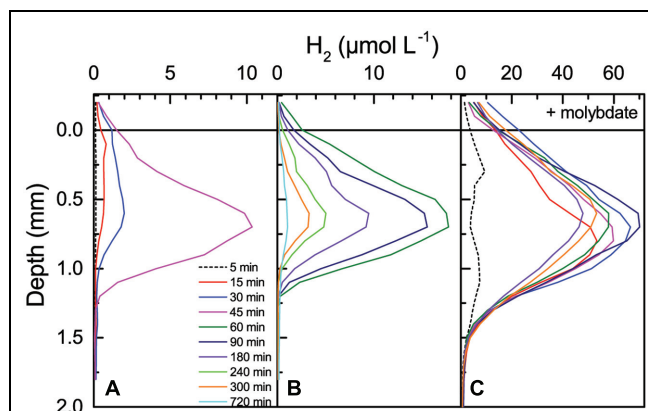 H₂ (µmol L⁻¹)
0 5 10 0 10 0 20 40 60
+ molybdate
0.0
0.5
1.0
1.5
2.0
Depth (mm)
5 min
15 min
30 min
45 min
60 min
90 min
180 min
240 min
300 min
720 min
A B C